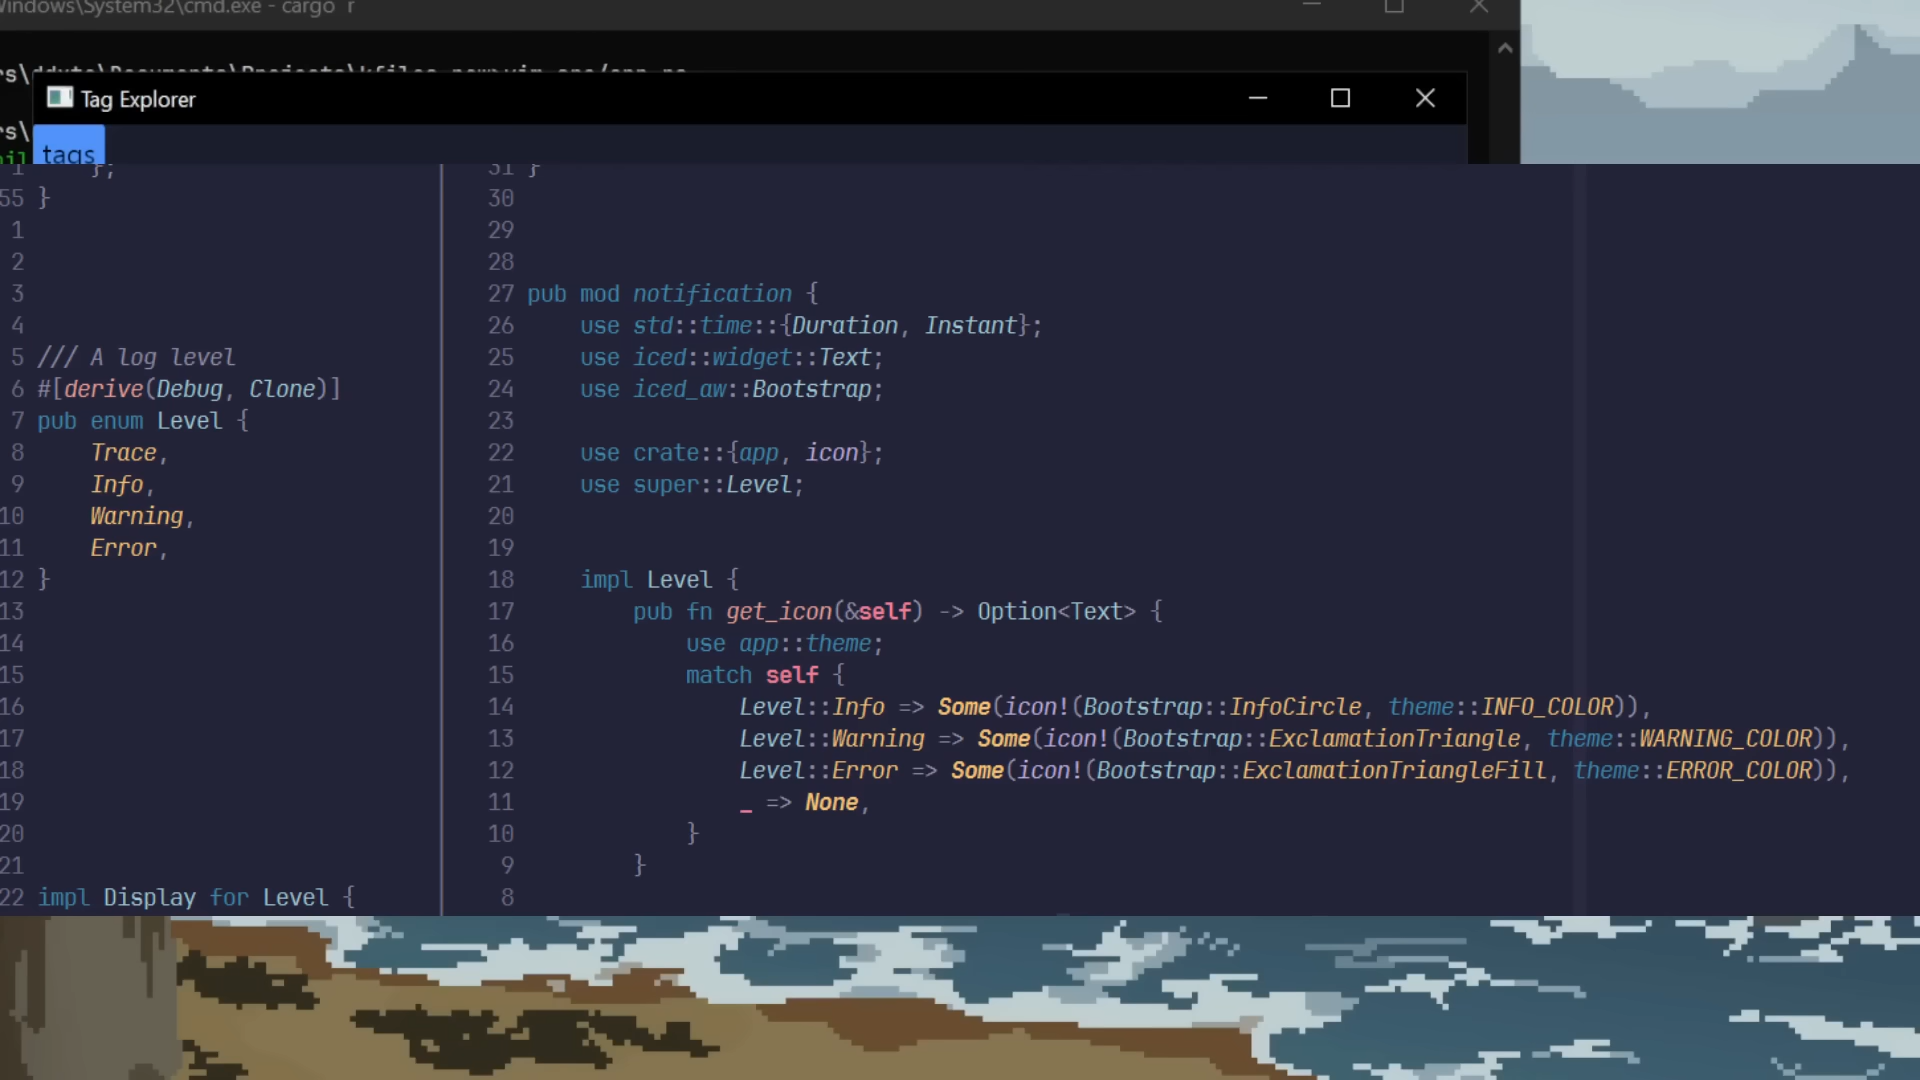 Windows\System32\cmd.exe - cargo r
Tag Explorer
tags
1 };
55 }
1
2
3
4
5 /// A log level
6 #[derive(Debug, Clone)]
7 pub enum Level {
8 Trace,
9 Info,
10 Warning,
11 Error,
12 }
13
14
15
16
17
18
19
20
21
22 impl Display for Level {
31 }
30
29
28
27 pub mod notification {
26 use std::time::{Duration, Instant};
25 use iced::widget::Text;
24 use iced_aw::Bootstrap;
23
22 use crate::{app, icon};
21 use super::Level;
20
19
18 impl Level {
17 pub fn get_icon(&self) -> Option<Text> {
16 use app::theme;
15 match self {
14 Level::Info => Some(icon!(Bootstrap::InfoCircle, theme::INFO_COLOR)),
13 Level::Warning => Some(icon!(Bootstrap::ExclamationTriangle, theme::WARNING_COLOR)),
12 Level::Error => Some(icon!(Bootstrap::ExclamationTriangleFill, theme::ERROR_COLOR)),
11 _ => None,
10 }
9 }
8